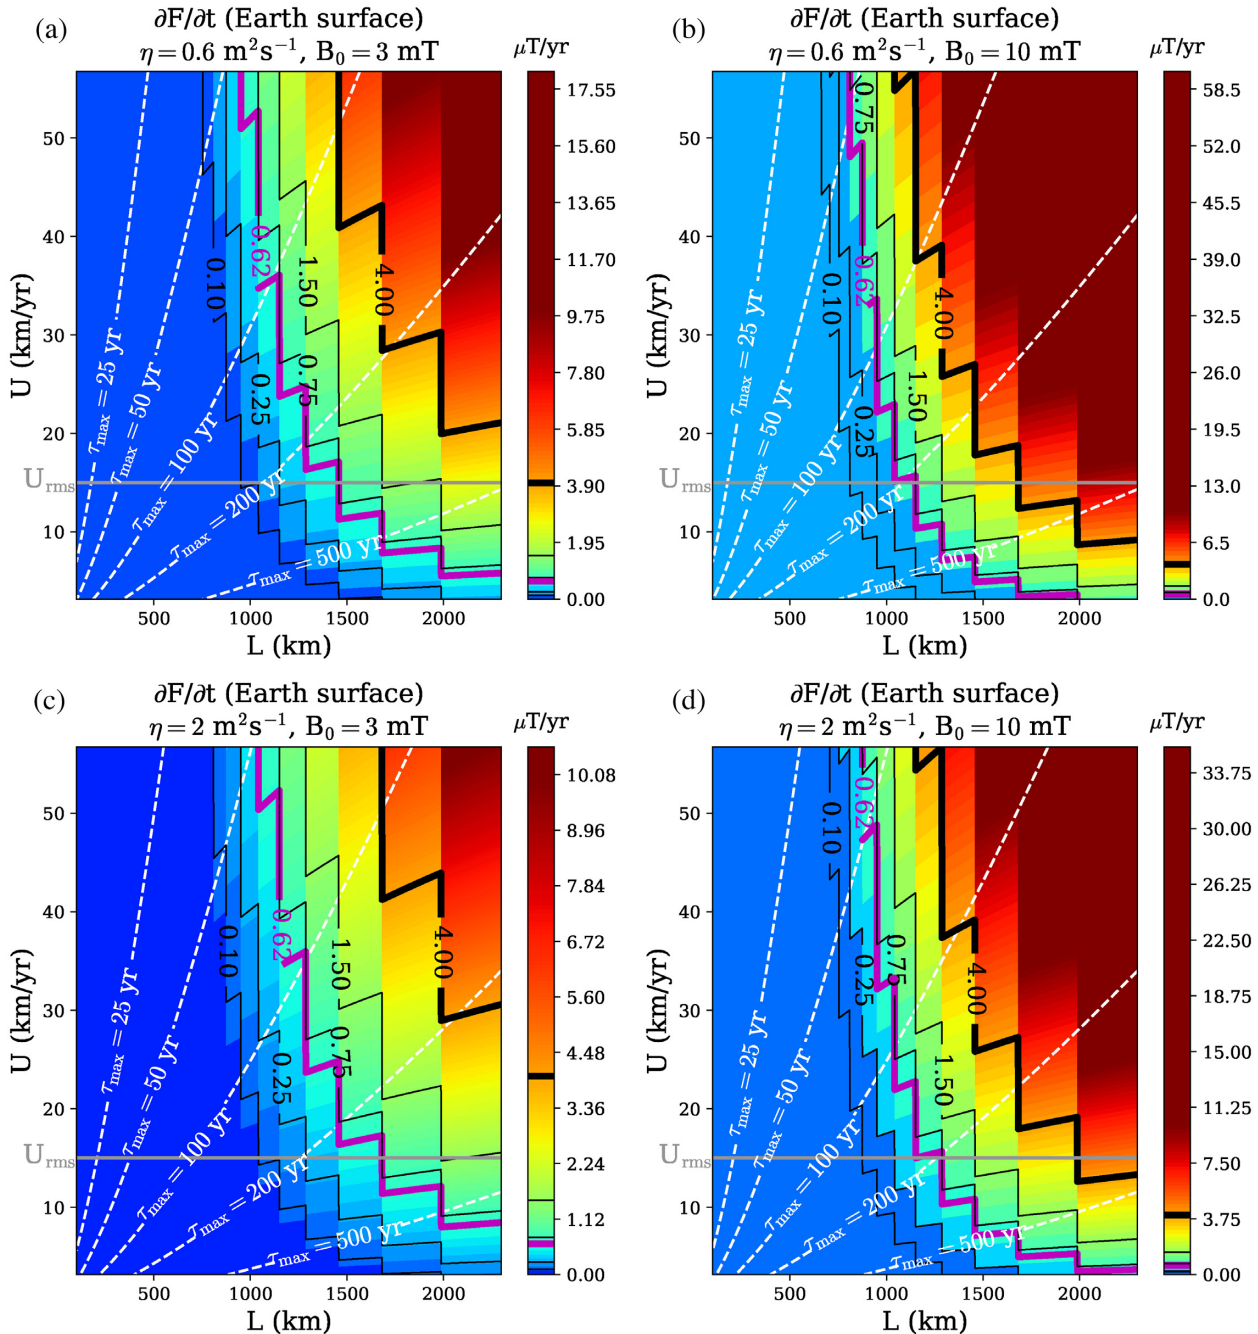 (a)
∂F/∂t (Earth surface)
η = 0.6 m²s⁻¹, B₀ = 3 mT
μT/yr
U (km/yr)
50
40
30
20
10
U_rms
500
1000
1500
2000
L (km)
τ_max = 25 yr
τ_max = 50 yr
τ_max = 100 yr
τ_max = 200 yr
τ_max = 500 yr
0.10
0.25
0.62
0.75
1.50
4.00
17.55
15.60
13.65
11.70
9.75
7.80
5.85
3.90
1.95
0.00
(b)
∂F/∂t (Earth surface)
η = 0.6 m²s⁻¹, B₀ = 10 mT
μT/yr
U (km/yr)
50
40
30
20
10
U_rms
500
1000
1500
2000
L (km)
τ_max = 25 yr
τ_max = 50 yr
τ_max = 100 yr
τ_max = 200 yr
τ_max = 500 yr
0.10
0.25
0.62
0.75
1.50
4.00
58.5
52.0
45.5
39.0
32.5
26.0
19.5
13.0
6.5
0.0
(c)
∂F/∂t (Earth surface)
η = 2 m²s⁻¹, B₀ = 3 mT
μT/yr
U (km/yr)
50
40
30
20
10
U_rms
500
1000
1500
2000
L (km)
τ_max = 25 yr
τ_max = 50 yr
τ_max = 100 yr
τ_max = 200 yr
τ_max = 500 yr
0.10
0.25
0.62
0.75
1.50
4.00
10.08
8.96
7.84
6.72
5.60
4.48
3.36
2.24
1.12
0.00
(d)
∂F/∂t (Earth surface)
η = 2 m²s⁻¹, B₀ = 10 mT
μT/yr
U (km/yr)
50
40
30
20
10
U_rms
500
1000
1500
2000
L (km)
τ_max = 25 yr
τ_max = 50 yr
τ_max = 100 yr
τ_max = 200 yr
τ_max = 500 yr
0.10
0.25
0.62
0.75
1.50
4.00
33.75
30.00
26.25
22.50
18.75
15.00
11.25
7.50
3.75
0.00